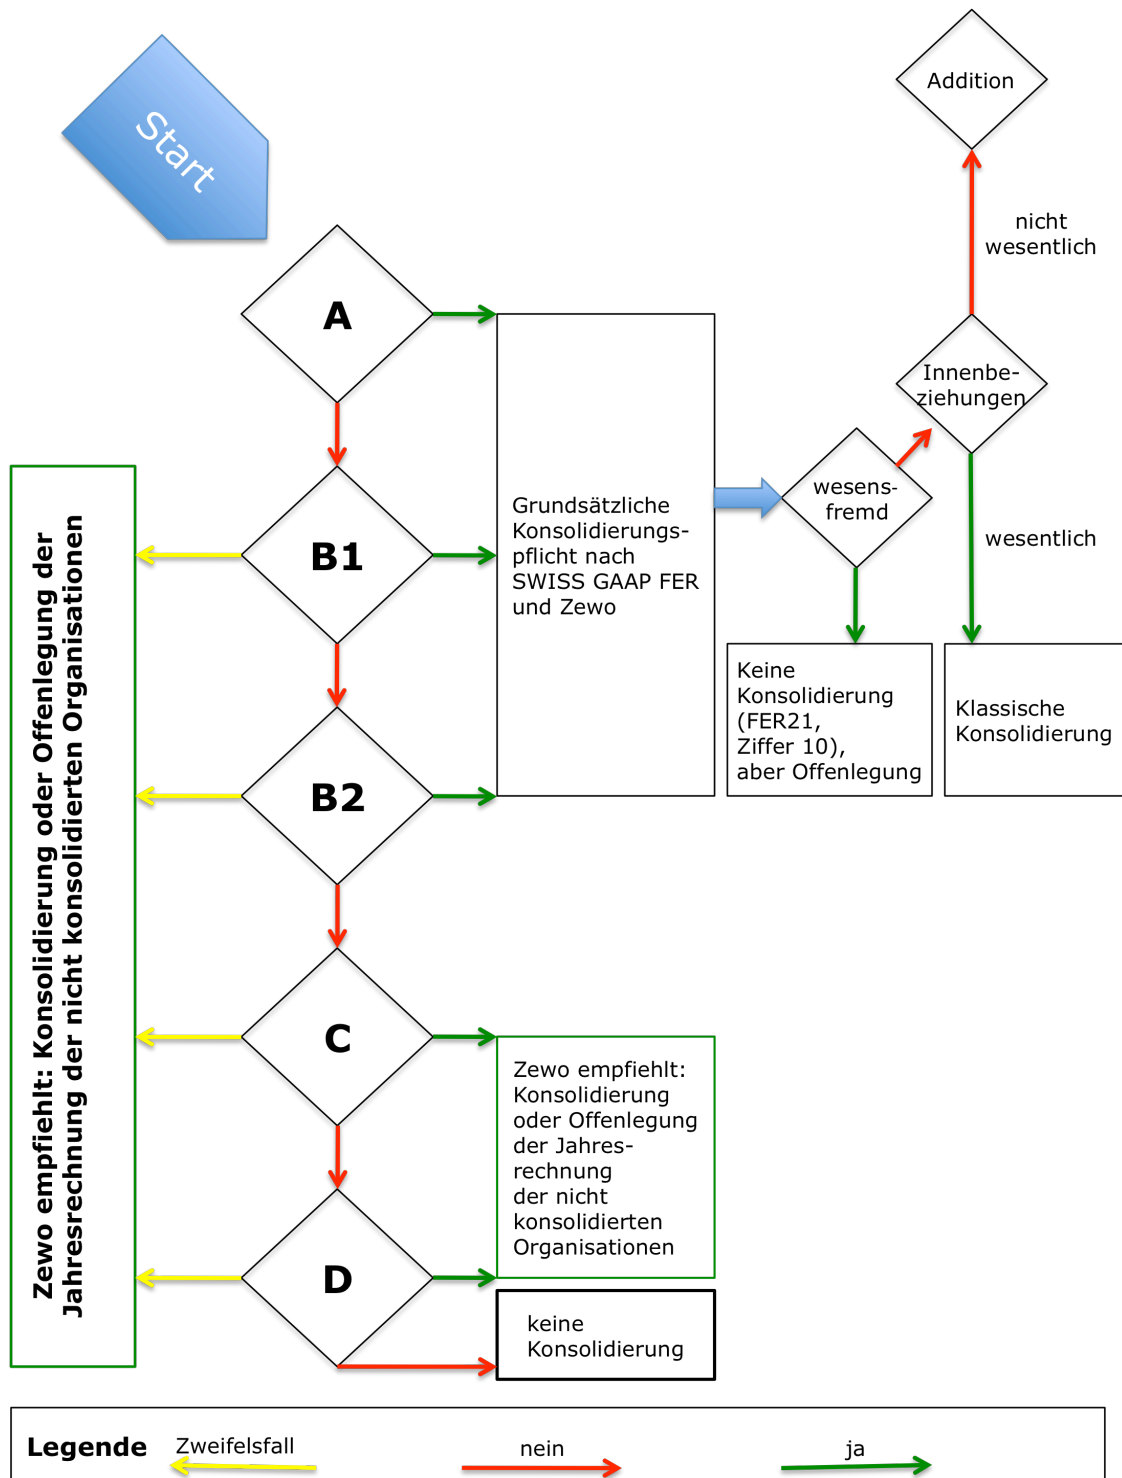 Start
Addition
nicht
wesentlich
A
Innenbe-
ziehungen
wesens-
fremd
wesentlich
Grundsätzliche
Konsolidierungs-
pflicht nach
SWISS GAAP FER
und Zewo
B1
Keine
Konsolidierung
(FER21,
Ziffer 10),
aber Offenlegung
Klassische
Konsolidierung
B2
Zewo empfiehlt: Konsolidierung oder Offenlegung der
Jahresrechnung der nicht konsolidierten Organisationen
C
Zewo empfiehlt:
Konsolidierung
oder Offenlegung
der Jahres-
rechnung
der nicht
konsolidierten
Organisationen
D
keine
Konsolidierung
Legende
Zweifelsfall
nein
ja